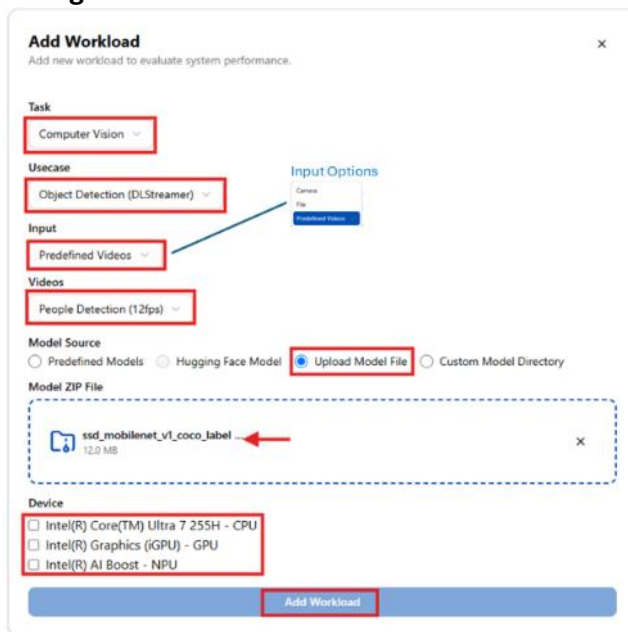 Add Workload
Add new workload to evaluate system performance.
Task
Computer Vision
Usecase
Input Options
Object Detection (DLStreamer)
Camera
File
Predefined Videos
Input
Predefined Videos
Videos
People Detection (12fps)
Model Source
Predefined Models Hugging Face Model Upload Model File Custom Model Directory
Model ZIP File
ssd_mobilenet_v1_coco_label ...
12.0 MB
Device
Intel(R) Core(TM) Ultra 7 255H - CPU
Intel(R) Graphics (iGPU) - GPU
Intel(R) AI Boost - NPU
Add Workload